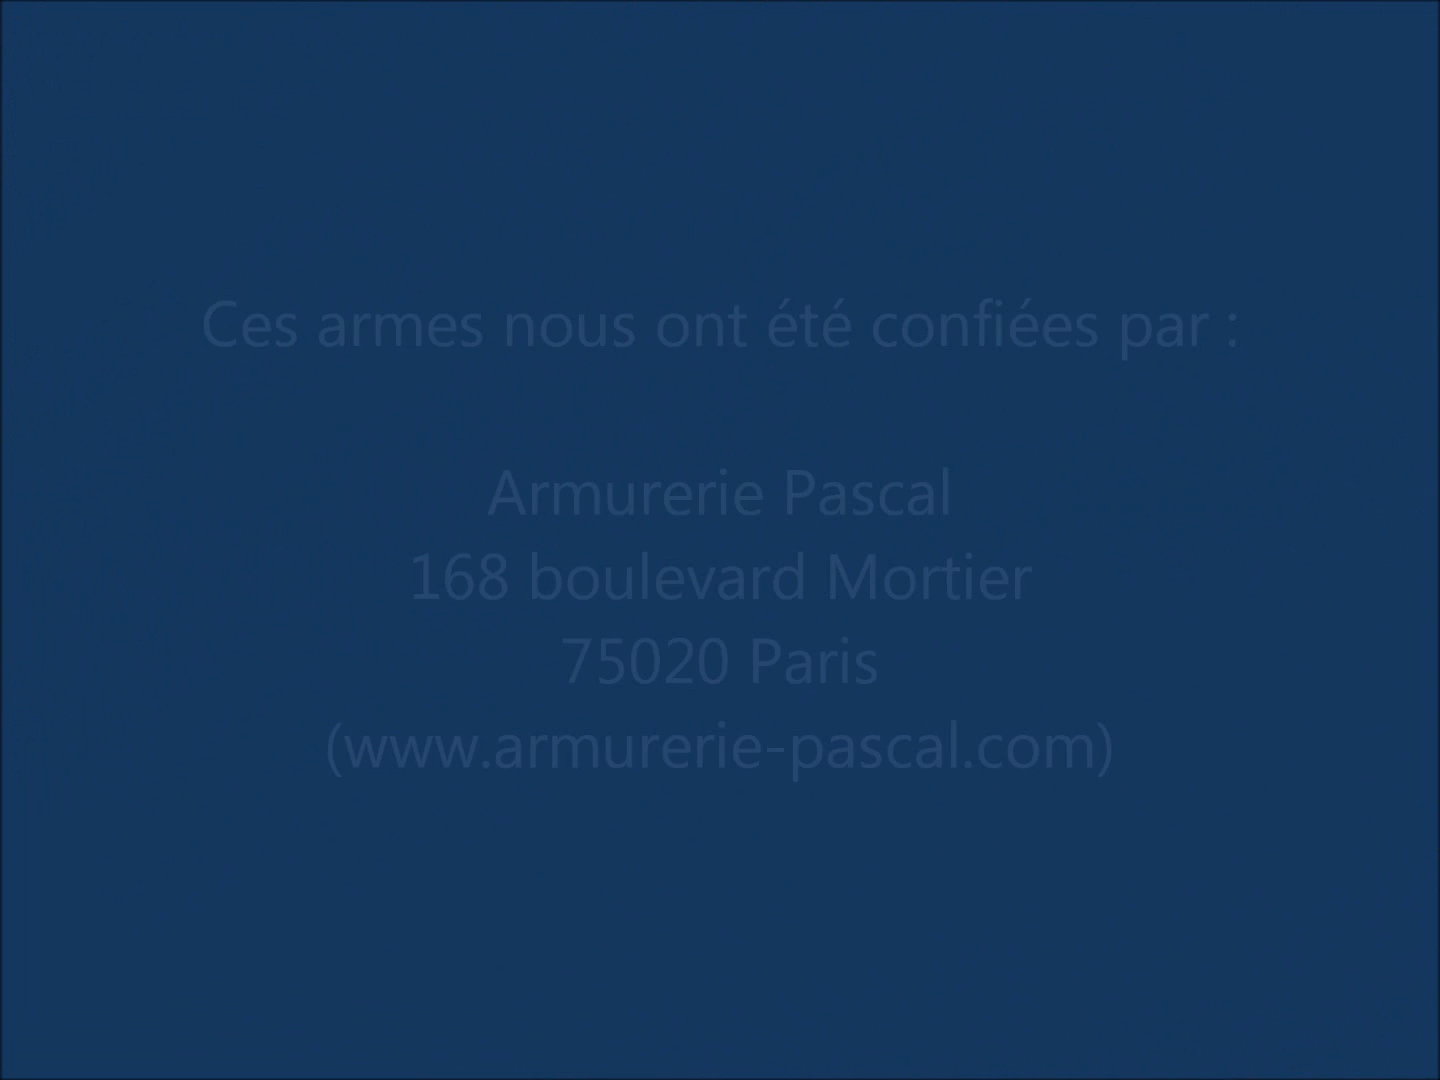 Ces armes nous ont été confiées par :
Armurerie Pascal
168 boulevard Mortier
75020 Paris
(www.armurerie-pascal.com)